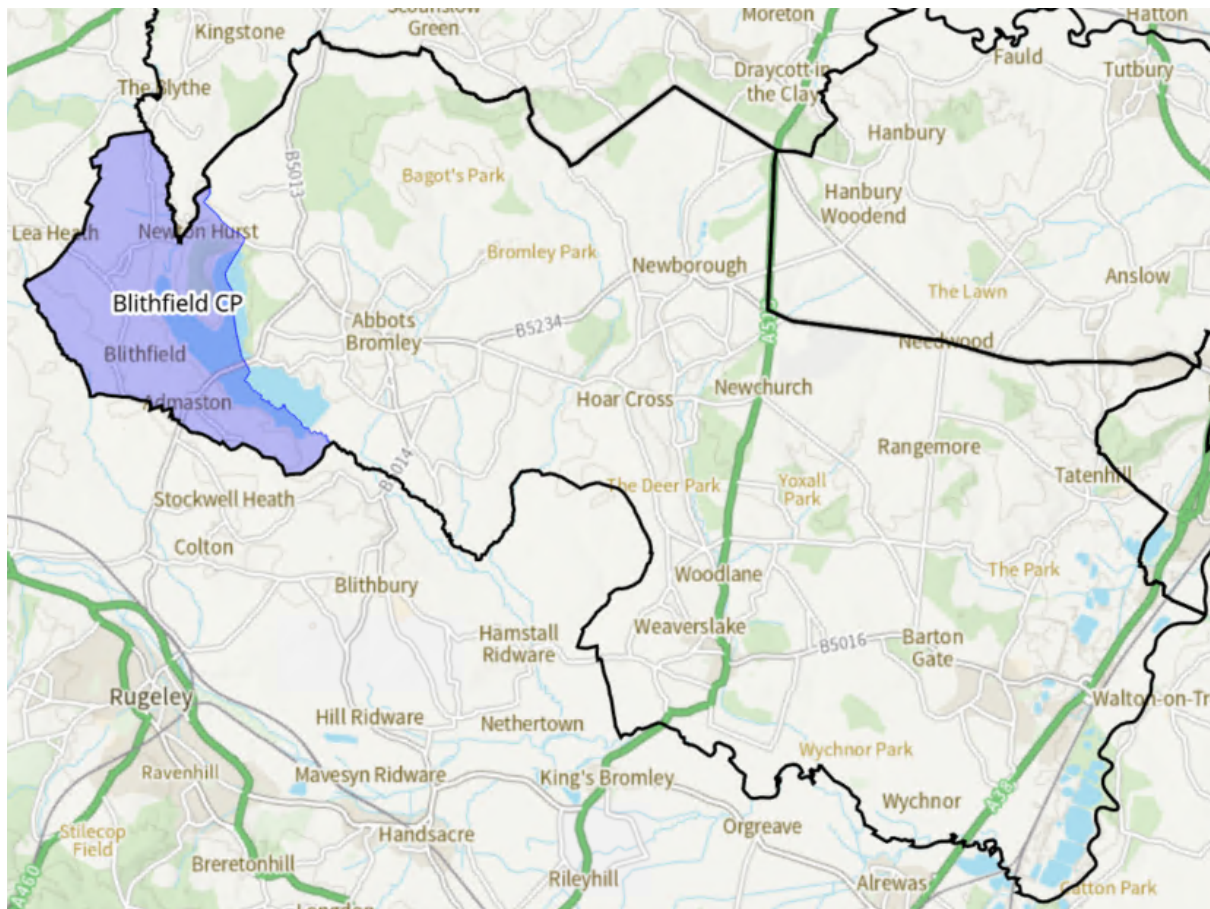 Scounslow
Green
Moreton
Hatton
Kingstone
Fauld
Draycott in
the Clay
Tutbury
The Blythe
Hanbury
B5013
Bagot's Park
Hanbury
Woodend
Lea Heath
Newton Hurst
Bromley Park
Newborough
Anslow
The Lawn
Blithfield CP
Abbots
Bromley
B5234
A515
Needwood
Blithfield
Newchurch
Admaston
Hoar Cross
Rangemore
B5014
The Deer Park
Yoxall
Park
Tatenhill
Stockwell Heath
Colton
Blithbury
Woodlane
The Park
Hamstall
Ridware
Weaverslake
B5016
Barton
Gate
Rugeley
Walton-on-Tr
Hill Ridware
Nethertown
Wychnor Park
Ravenhill
Mavesyn Ridware
King's Bromley
Wychnor
A38
Stilecop
Field
Handsacre
Orgreave
Breretonhill
A460
Rileyhill
Alrewas
Catton Park
Longdon